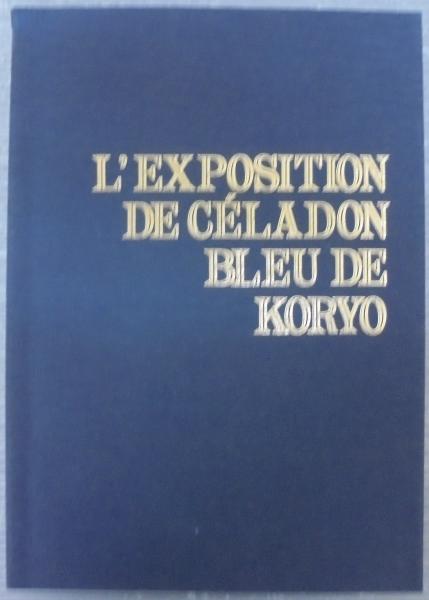 L'EXPOSITION
DE CÉLADON
BLEU DE
KORYO